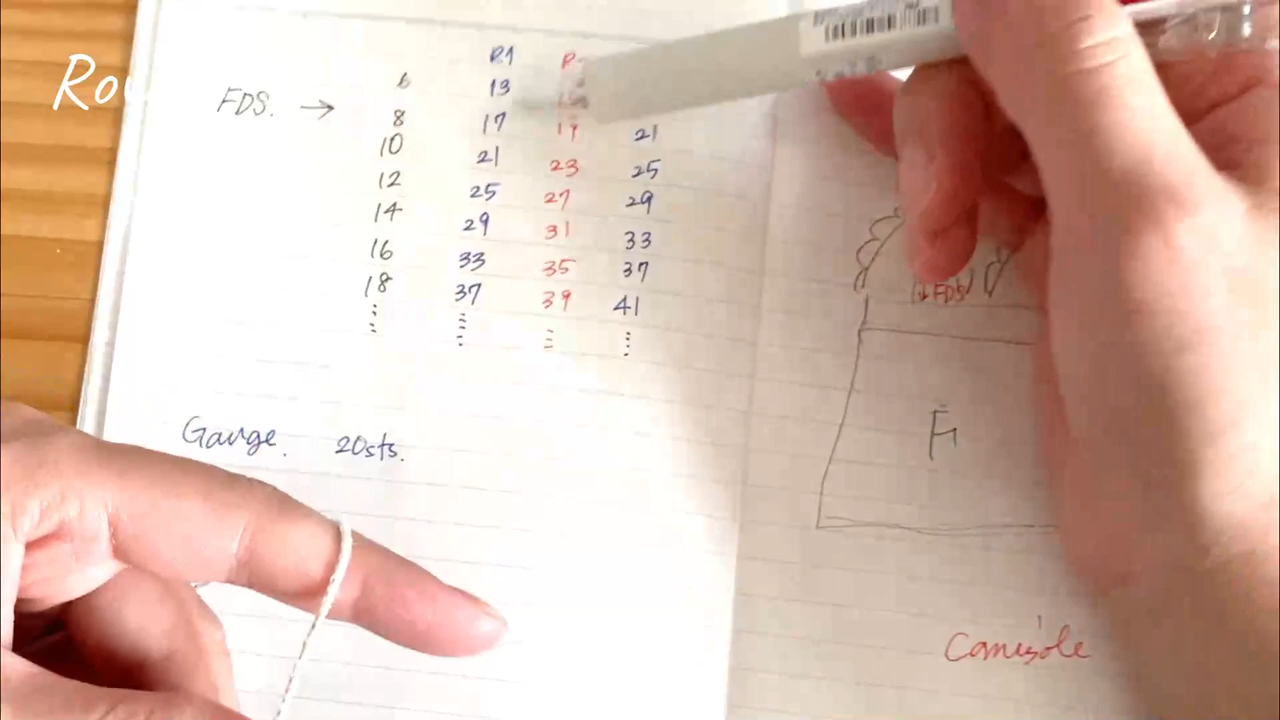 R1
6 13
FDS. → 8 17 19 21
10 21 23 25
12 25 27 29
14 29 31 33
16 33 35 37
18 37 39 41
Gauge. 20sts.
↓FDS
F
Camisole